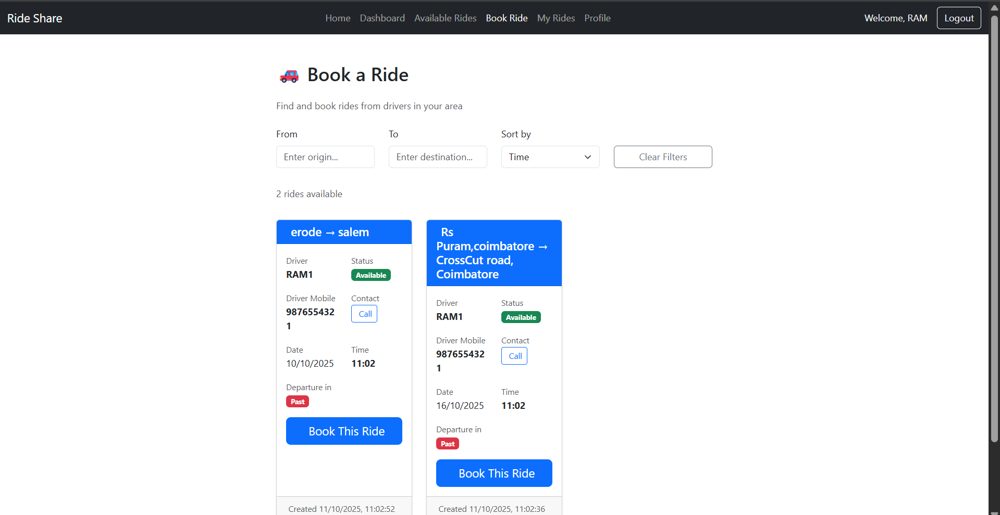 Ride Share
Home
Dashboard
Available Rides
Book Ride
My Rides
Profile
Welcome, RAM
Logout
Book a Ride
Find and book rides from drivers in your area
From
To
Sort by
Enter origin...
Enter destination...
Time
Clear Filters
2 rides available
erode → salem
Driver
Status
RAM1
Available
Driver Mobile
Contact
987655432
1
Call
Date
Time
10/10/2025
11:02
Departure in
Past
Book This Ride
Created 11/10/2025, 11:02:52
Rs
Puram,coimbatore →
CrossCut road,
Coimbatore
Driver
Status
RAM1
Available
Driver Mobile
Contact
987655432
1
Call
Date
Time
16/10/2025
11:02
Departure in
Past
Book This Ride
Created 11/10/2025, 11:02:36